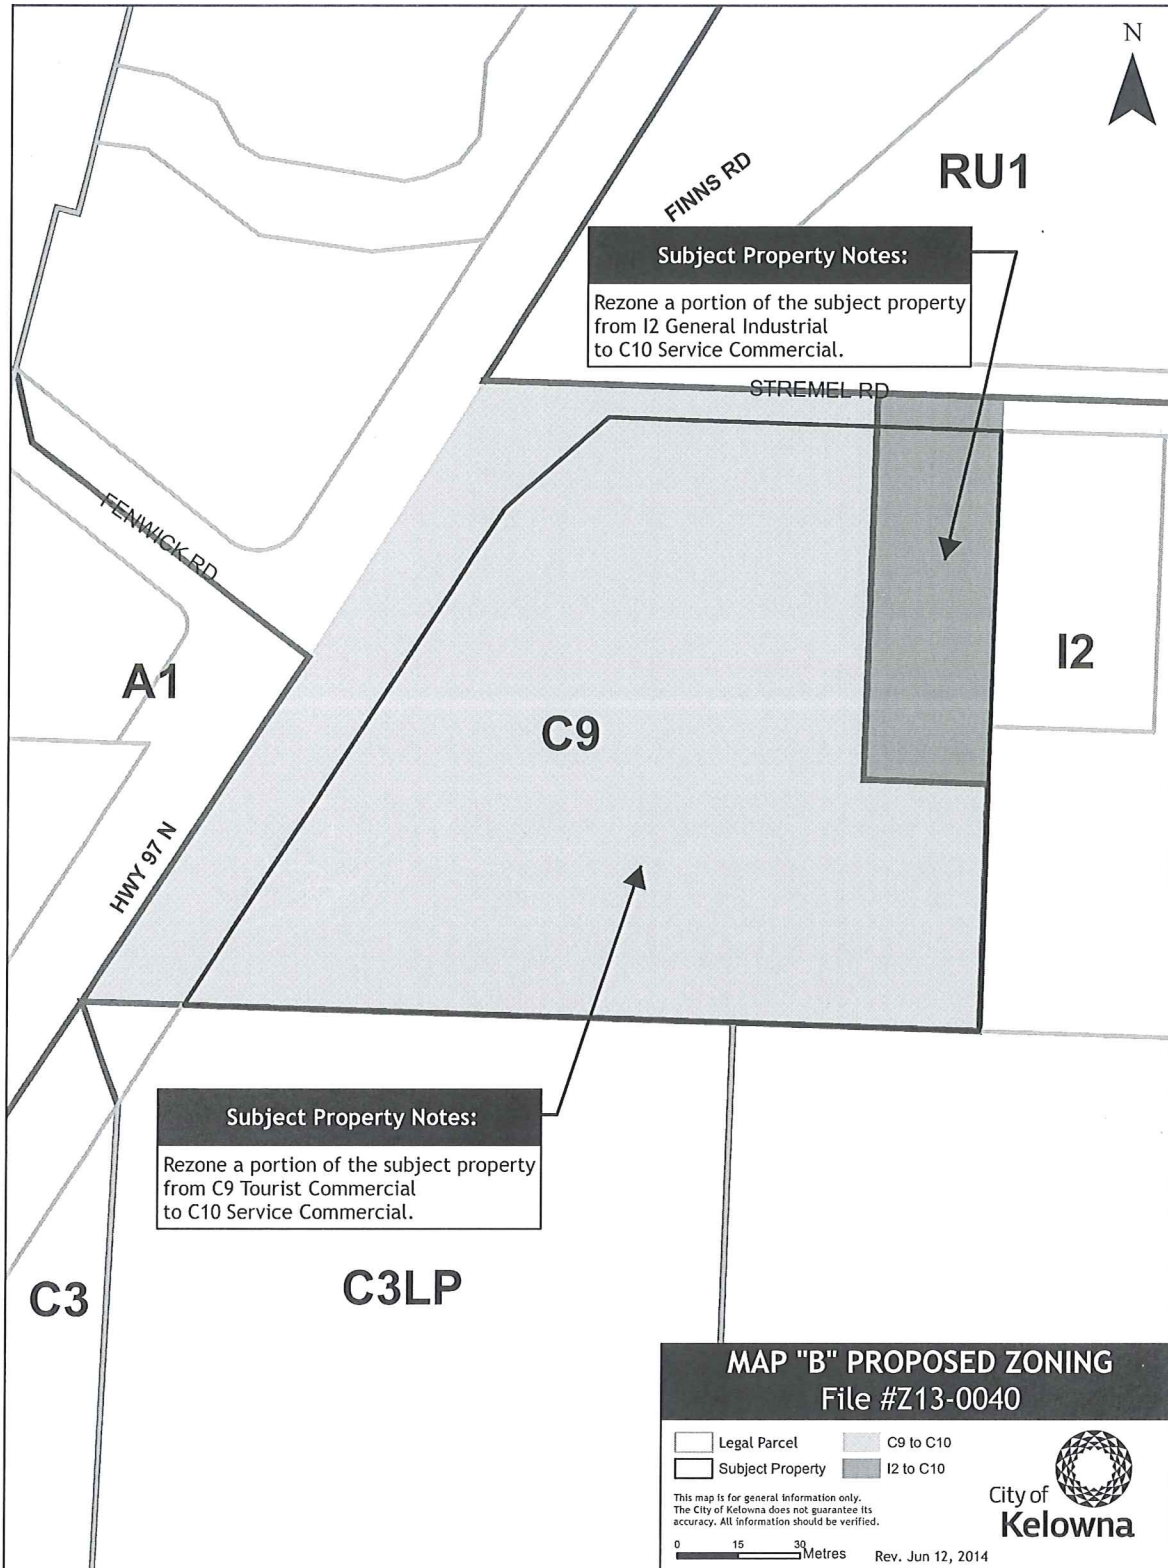 N
RU1
FINNS RD
Subject Property Notes:
Rezone a portion of the subject property
from I2 General Industrial
to C10 Service Commercial.
STREMEL RD
FENWICK RD
A1
I2
C9
HWY 97 N
Subject Property Notes:
Rezone a portion of the subject property
from C9 Tourist Commercial
to C10 Service Commercial.
C3
C3LP
MAP "B" PROPOSED ZONING
File #Z13-0040
Legal Parcel
C9 to C10
Subject Property
I2 to C10
This map is for general information only.
The City of Kelowna does not guarantee its
accuracy. All information should be verified.
0 15 30 Metres
Rev. Jun 12, 2014
City of
Kelowna